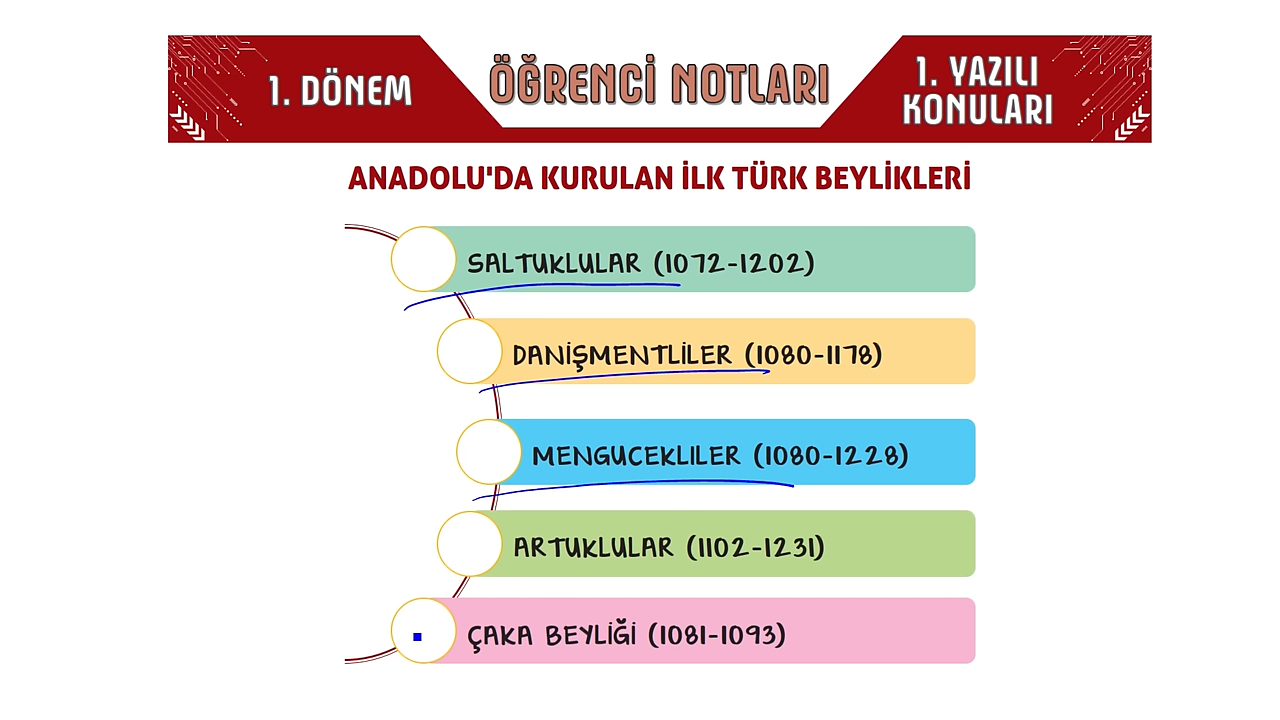 1. DÖNEM
ÖĞRENCİ NOTLARI
1. YAZILI
KONULARI
ANADOLU'DA KURULAN İLK TÜRK BEYLİKLERİ
SALTUKLULAR (1072-1202)
DANİŞMENTLİLER (1080-1178)
MENGUCEKLILER (1080-1228)
ARTUKLULAR (1102-1231)
ÇAKA BEYLİĞİ (1081-1093)